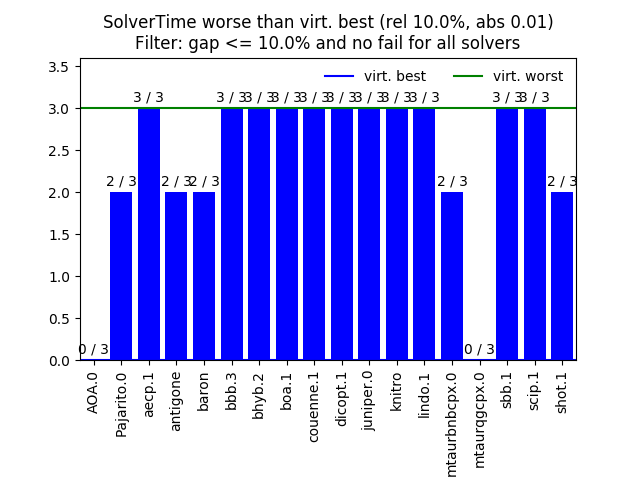 SolverTime worse than virt. best (rel 10.0%, abs 0.01)
Filter: gap <= 10.0% and no fail for all solvers
virt. best
virt. worst
3.5
3.0
2.5
2.0
1.5
1.0
0.5
0.0
0 / 3
2 / 3
3 / 3
2 / 3
2 / 3
3 / 3
3 / 3
3 / 3
3 / 3
3 / 3
3 / 3
3 / 3
3 / 3
2 / 3
0 / 3
3 / 3
3 / 3
2 / 3
AOA.0
Pajarito.0
aecp.1
antigone
baron
bbb.3
bhyb.2
boa.1
couenne.1
dicopt.1
juniper.0
knitro
lindo.1
mtaurbnbcpx.0
mtaurqgcpx.0
sbb.1
scip.1
shot.1